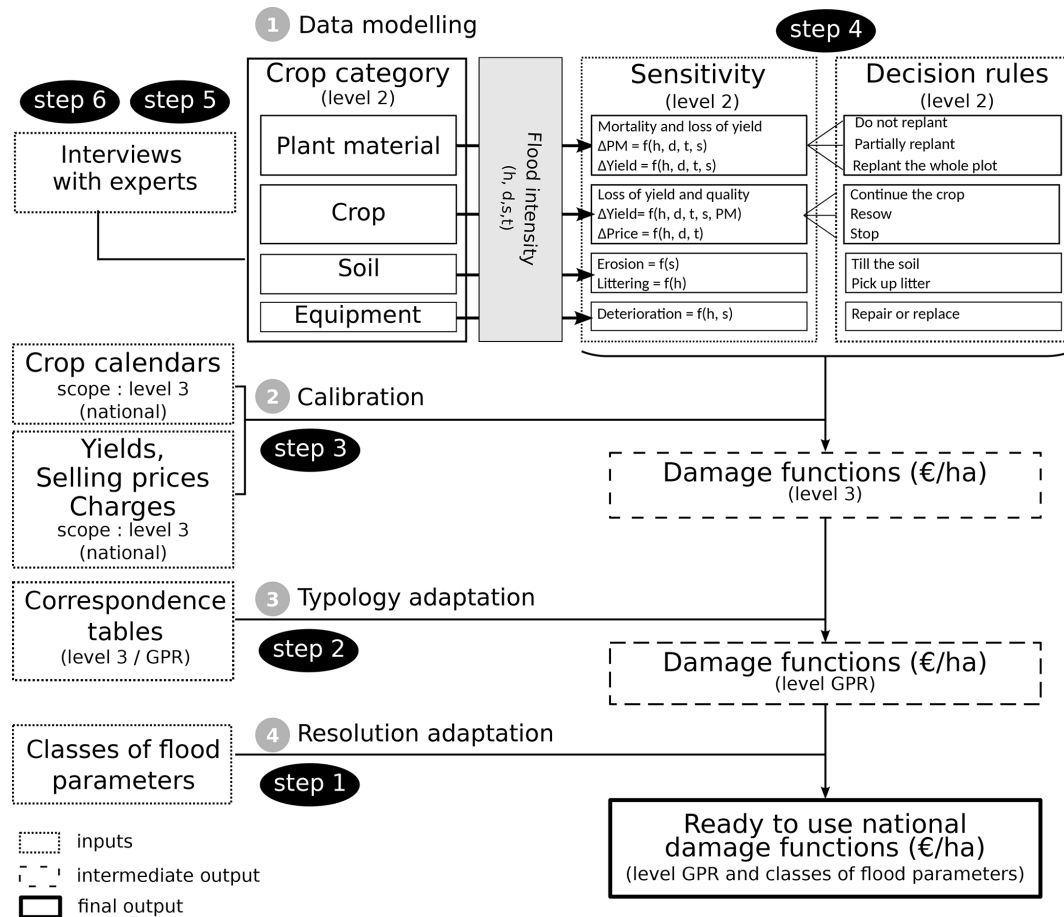 1 Data modelling
step 4
step 6
step 5
Interviews
with experts
Crop category
(level 2)
Plant material
Crop
Soil
Equipment
Flood intensity
(h, d,s,t)
Sensitivity
(level 2)
Mortality and loss of yield
ΔPM = f(h, d, t, s)
ΔYield = f(h, d, t, s)
Loss of yield and quality
ΔYield= f(h, d, t, s, PM)
ΔPrice = f(h, d, t)
Erosion = f(s)
Littering = f(h)
Deterioration = f(h, s)
Decision rules
(level 2)
Do not replant
Partially replant
Replant the whole plot
Continue the crop
Resow
Stop
Till the soil
Pick up litter
Repair or replace
Crop calendars
scope : level 3
(national)
Yields,
Selling prices
Charges
scope : level 3
(national)
2 Calibration
step 3
Damage functions (€/ha)
(level 3)
Correspondence
tables
(level 3 / GPR)
3 Typology adaptation
step 2
Damage functions (€/ha)
(level GPR)
Classes of flood
parameters
4 Resolution adaptation
step 1
Ready to use national
damage functions (€/ha)
(level GPR and classes of flood parameters)
inputs
intermediate output
final output